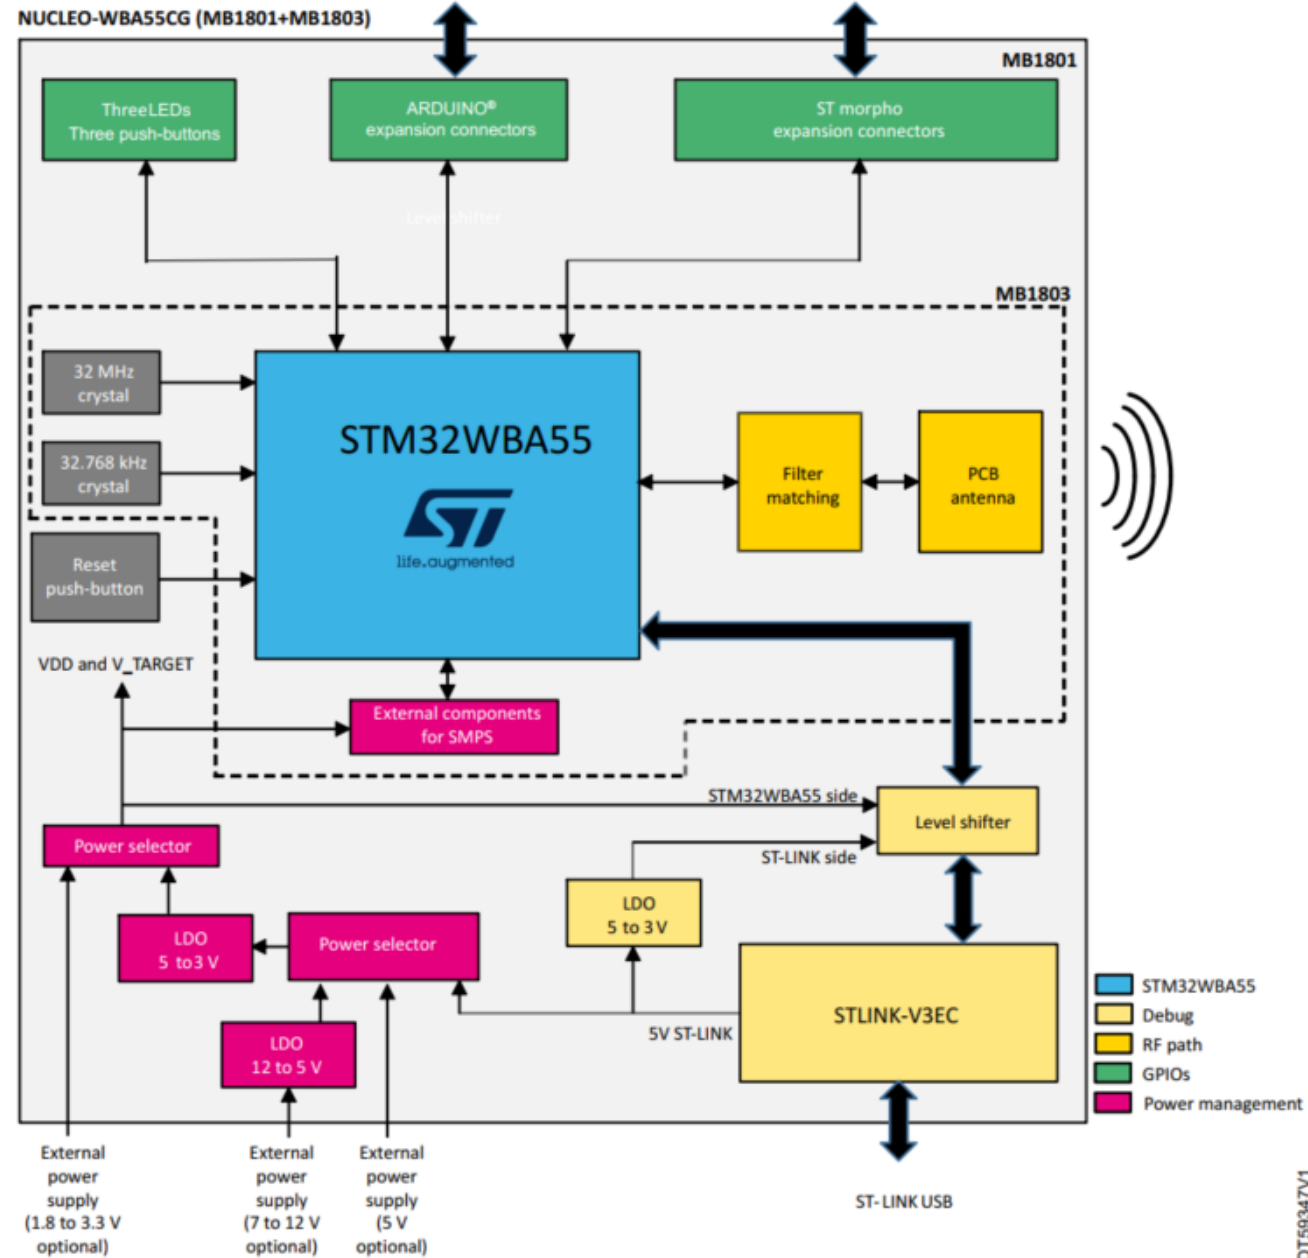 NUCLEO-WBA55CG (MB1801+MB1803)
MB1801
ThreeLEDs
Three push-buttons
ARDUINO®
expansion connectors
ST morpho
expansion connectors
Level shifter
MB1803
32 MHz
crystal
STM32WBA55
32.768 kHz
crystal
Filter
matching
PCB
antenna
ST
life.augmented
Reset
push-button
VDD and V_TARGET
External components
for SMPS
STM32WBA55 side
Level shifter
Power selector
ST-LINK side
LDO
5 to 3 V
LDO
5 to3 V
Power selector
STLINK-V3EC
5V ST-LINK
LDO
12 to 5 V
STM32WBA55
Debug
RF path
GPIOs
Power management
External
power
supply
(1.8 to 3.3 V
optional)
External
power
supply
(7 to 12 V
optional)
External
power
supply
(5 V
optional)
ST-LINK USB
DT59347V1